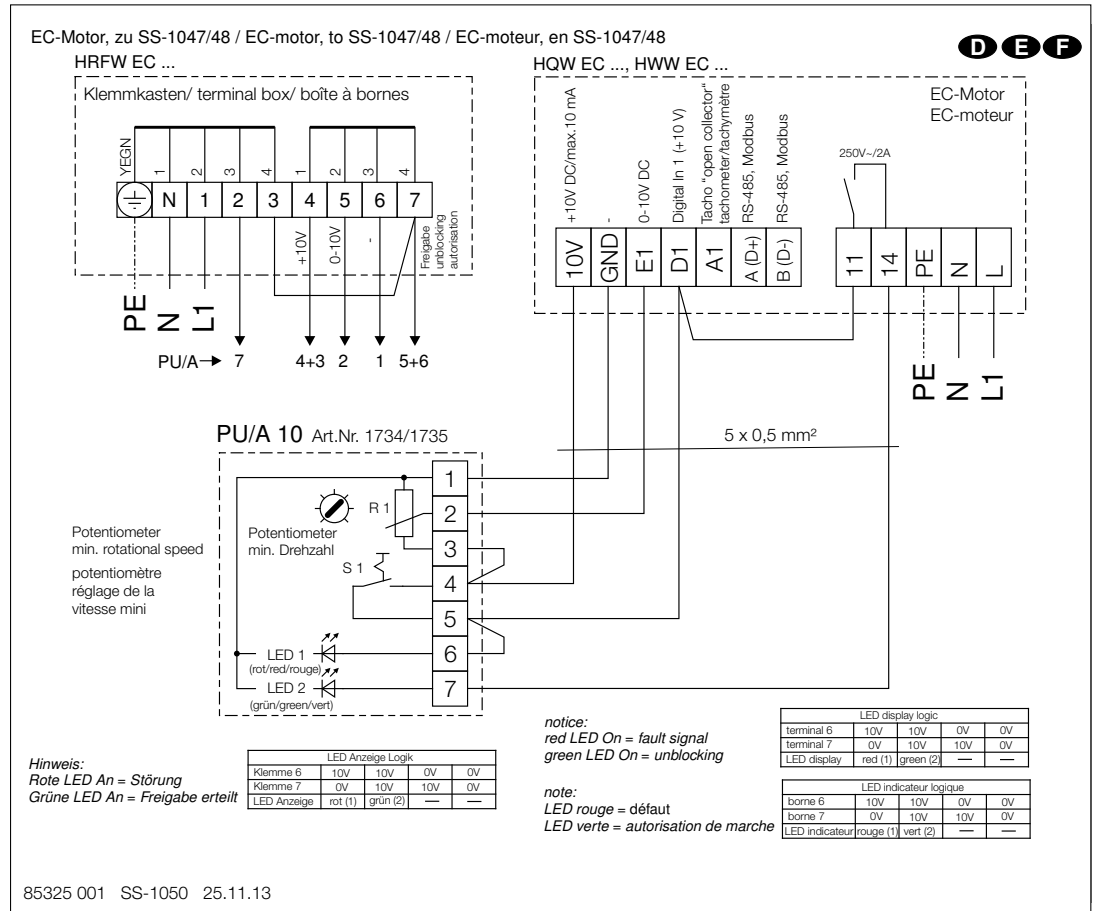 EC-Motor, zu SS-1047/48 / EC-motor, to SS-1047/48 / EC-moteur, en SS-1047/48
D E F
HRFW EC ...
Klemmkasten/ terminal box/ boîte à bornes
YEGN 1 2 3 4 1 2 3 4
N 1 2 3 4 5 6 7
+10V
0-10V
-
Freigabe
unblocking
autorisation
PE N L1
PU/A 7 4+3 2 1 5+6
HQW EC ..., HWW EC ...
EC-Motor
EC-moteur
+10V DC/max.10 mA
-
0-10V DC
Digital In 1 (+10 V)
Tacho "open collector"
tachometer/tachymètre
RS-485, Modbus
RS-485, Modbus
250V~/2A
10V GND E1 D1 A1 A (D+) B (D-)
11 14 PE N L
PE N L1
5 x 0,5 mm²
PU/A 10 Art.Nr. 1734/1735
1
R 1 2
3
S 1 4
5
6
7
Potentiometer
min. rotational speed
potentiomètre
réglage de la
vitesse mini
Potentiometer
min. Drehzahl
LED 1
(rot/red/rouge)
LED 2
(grün/green/vert)
Hinweis:
Rote LED An = Störung
Grüne LED An = Freigabe erteilt
LED Anzeige Logik
Klemme 6 10V 10V 0V 0V
Klemme 7 0V 10V 10V 0V
LED Anzeige rot (1) grün (2) — —
notice:
red LED On = fault signal
green LED On = unblocking
LED display logic
terminal 6 10V 10V 0V 0V
terminal 7 0V 10V 10V 0V
LED display red (1) green (2) — —
note:
LED rouge = défaut
LED verte = autorisation de marche
LED indicateur logique
borne 6 10V 10V 0V 0V
borne 7 0V 10V 10V 0V
LED indicateur rouge (1) vert (2) — —
85325 001 SS-1050 25.11.13